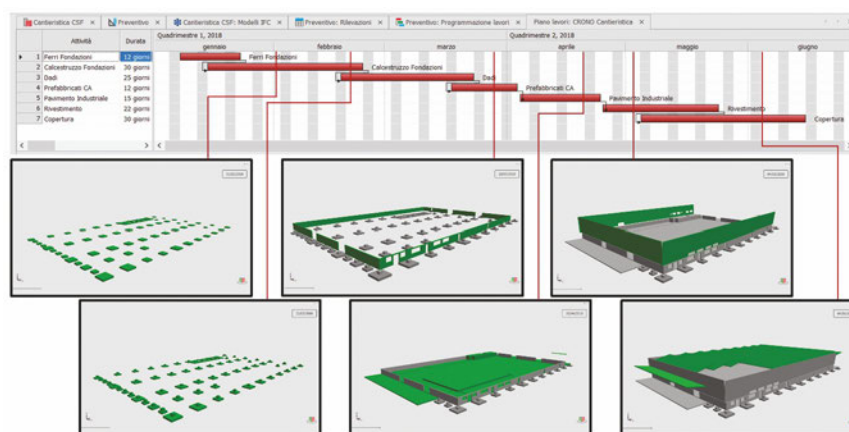 Cantieristica CSF × Preventivo × Cantieristica CSF: Modelli IFC × Preventivo: Rilevazioni × Preventivo: Programmazione lavori × Piano lavori: CRONO Cantieristica ×
Attività Durata Quadrimestre 1, 2018 Quadrimestre 2, 2018
gennaio febbraio marzo aprile maggio giugno
1 Ferri Fondazioni 12 giorni Ferri Fondazioni
2 Calcestruzzo Fondazioni 30 giorni Calcestruzzo Fondazioni
3 Dadi 25 giorni Dadi
4 Prefabbricati CA 12 giorni Prefabbricati CA
5 Pavimento Industriale 15 giorni Pavimento Industriale
6 Rivestimento 22 giorni Rivestimento
7 Copertura 30 giorni Copertura